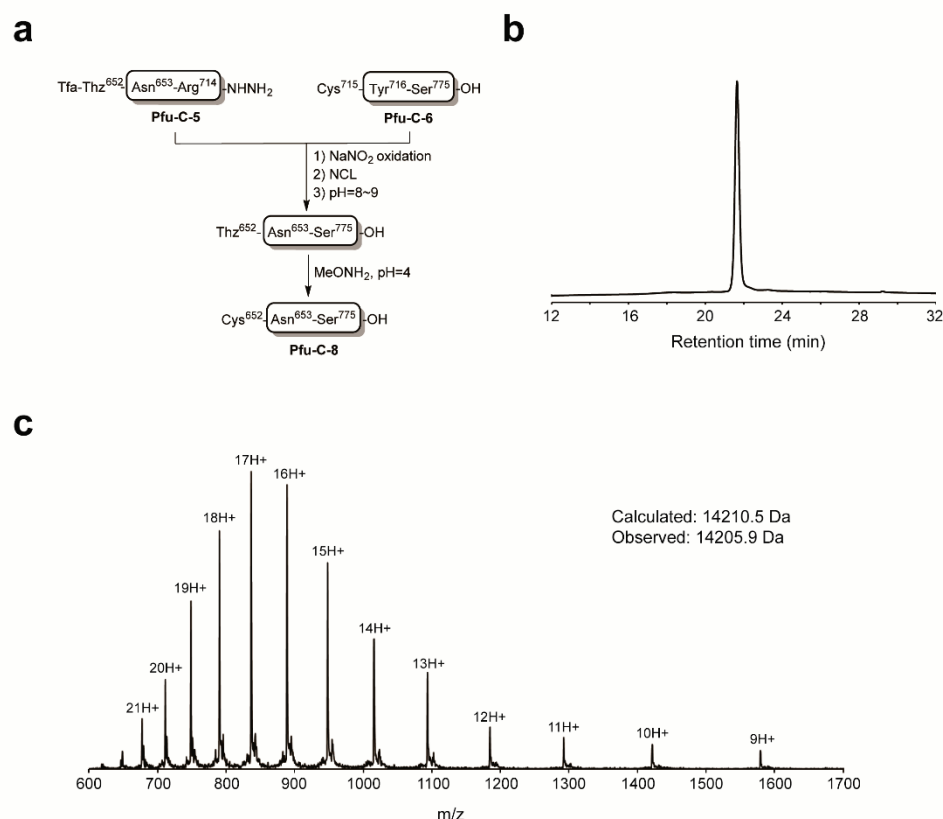 a
Tfa-Thz⁶⁵² Asn⁶⁵³-Arg⁷¹⁴ -NHNH₂
Pfu-C-5
Cys⁷¹⁵- Tyr⁷¹⁶-Ser⁷⁷⁵ -OH
Pfu-C-6
1) NaNO₂ oxidation
2) NCL
3) pH=8~9
Thz⁶⁵²- Asn⁶⁵³-Ser⁷⁷⁵ -OH
MeONH₂, pH=4
Cys⁶⁵²- Asn⁶⁵³-Ser⁷⁷⁵ -OH
Pfu-C-8
b
12 16 20 24 28 32
Retention time (min)
c
17H+
16H+
18H+
15H+
19H+
14H+
20H+
13H+
21H+
12H+
11H+
10H+
9H+
Calculated: 14210.5 Da
Observed: 14205.9 Da
600 700 800 900 1000 1100 1200 1300 1400 1500 1600 1700
m/z